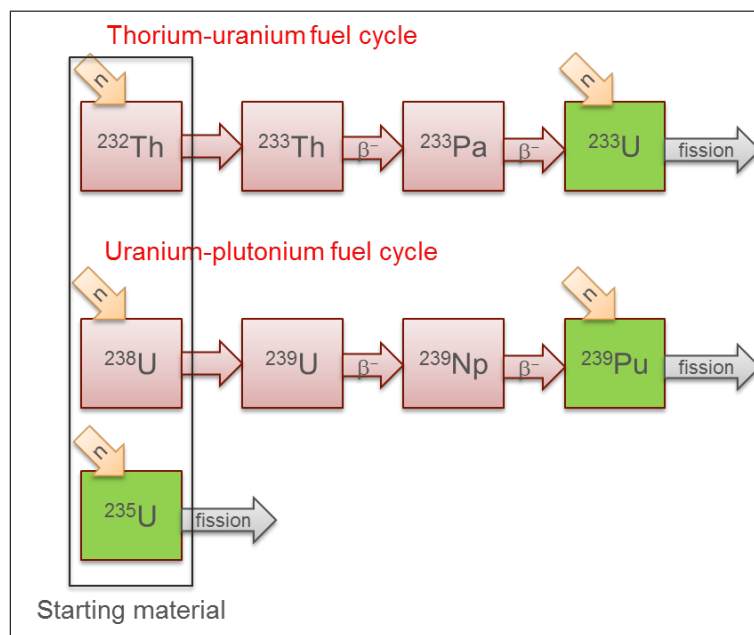 Thorium-uranium fuel cycle
n n
²³²Th ²³³Th β⁻ ²³³Pa β⁻ ²³³U fission
Uranium-plutonium fuel cycle
n n
²³⁸U ²³⁹U β⁻ ²³⁹Np β⁻ ²³⁹Pu fission
n
²³⁵U fission
Starting material